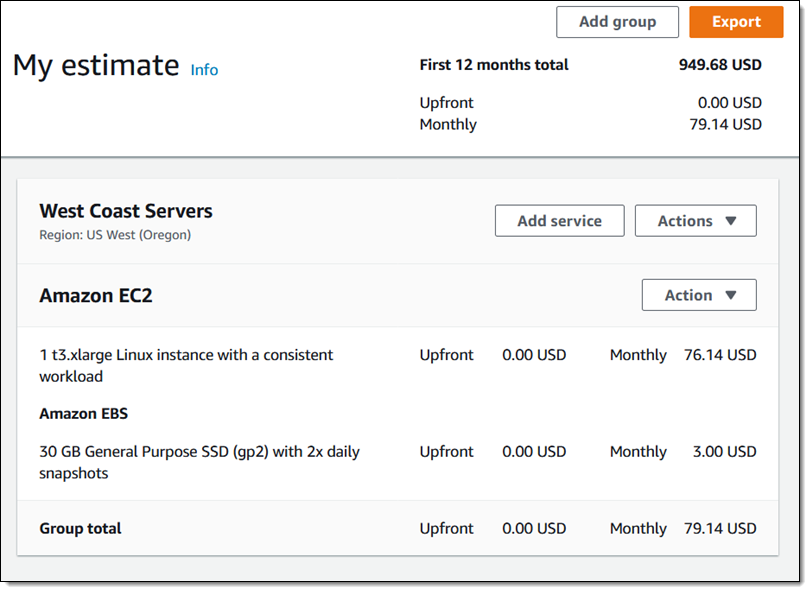 Add group Export
My estimate Info
First 12 months total 949.68 USD
Upfront 0.00 USD
Monthly 79.14 USD
West Coast Servers
Region: US West (Oregon)
Add service Actions ▼
Amazon EC2
Action ▼
1 t3.xlarge Linux instance with a consistent Upfront 0.00 USD Monthly 76.14 USD
workload
Amazon EBS
30 GB General Purpose SSD (gp2) with 2x daily Upfront 0.00 USD Monthly 3.00 USD
snapshots
Group total Upfront 0.00 USD Monthly 79.14 USD